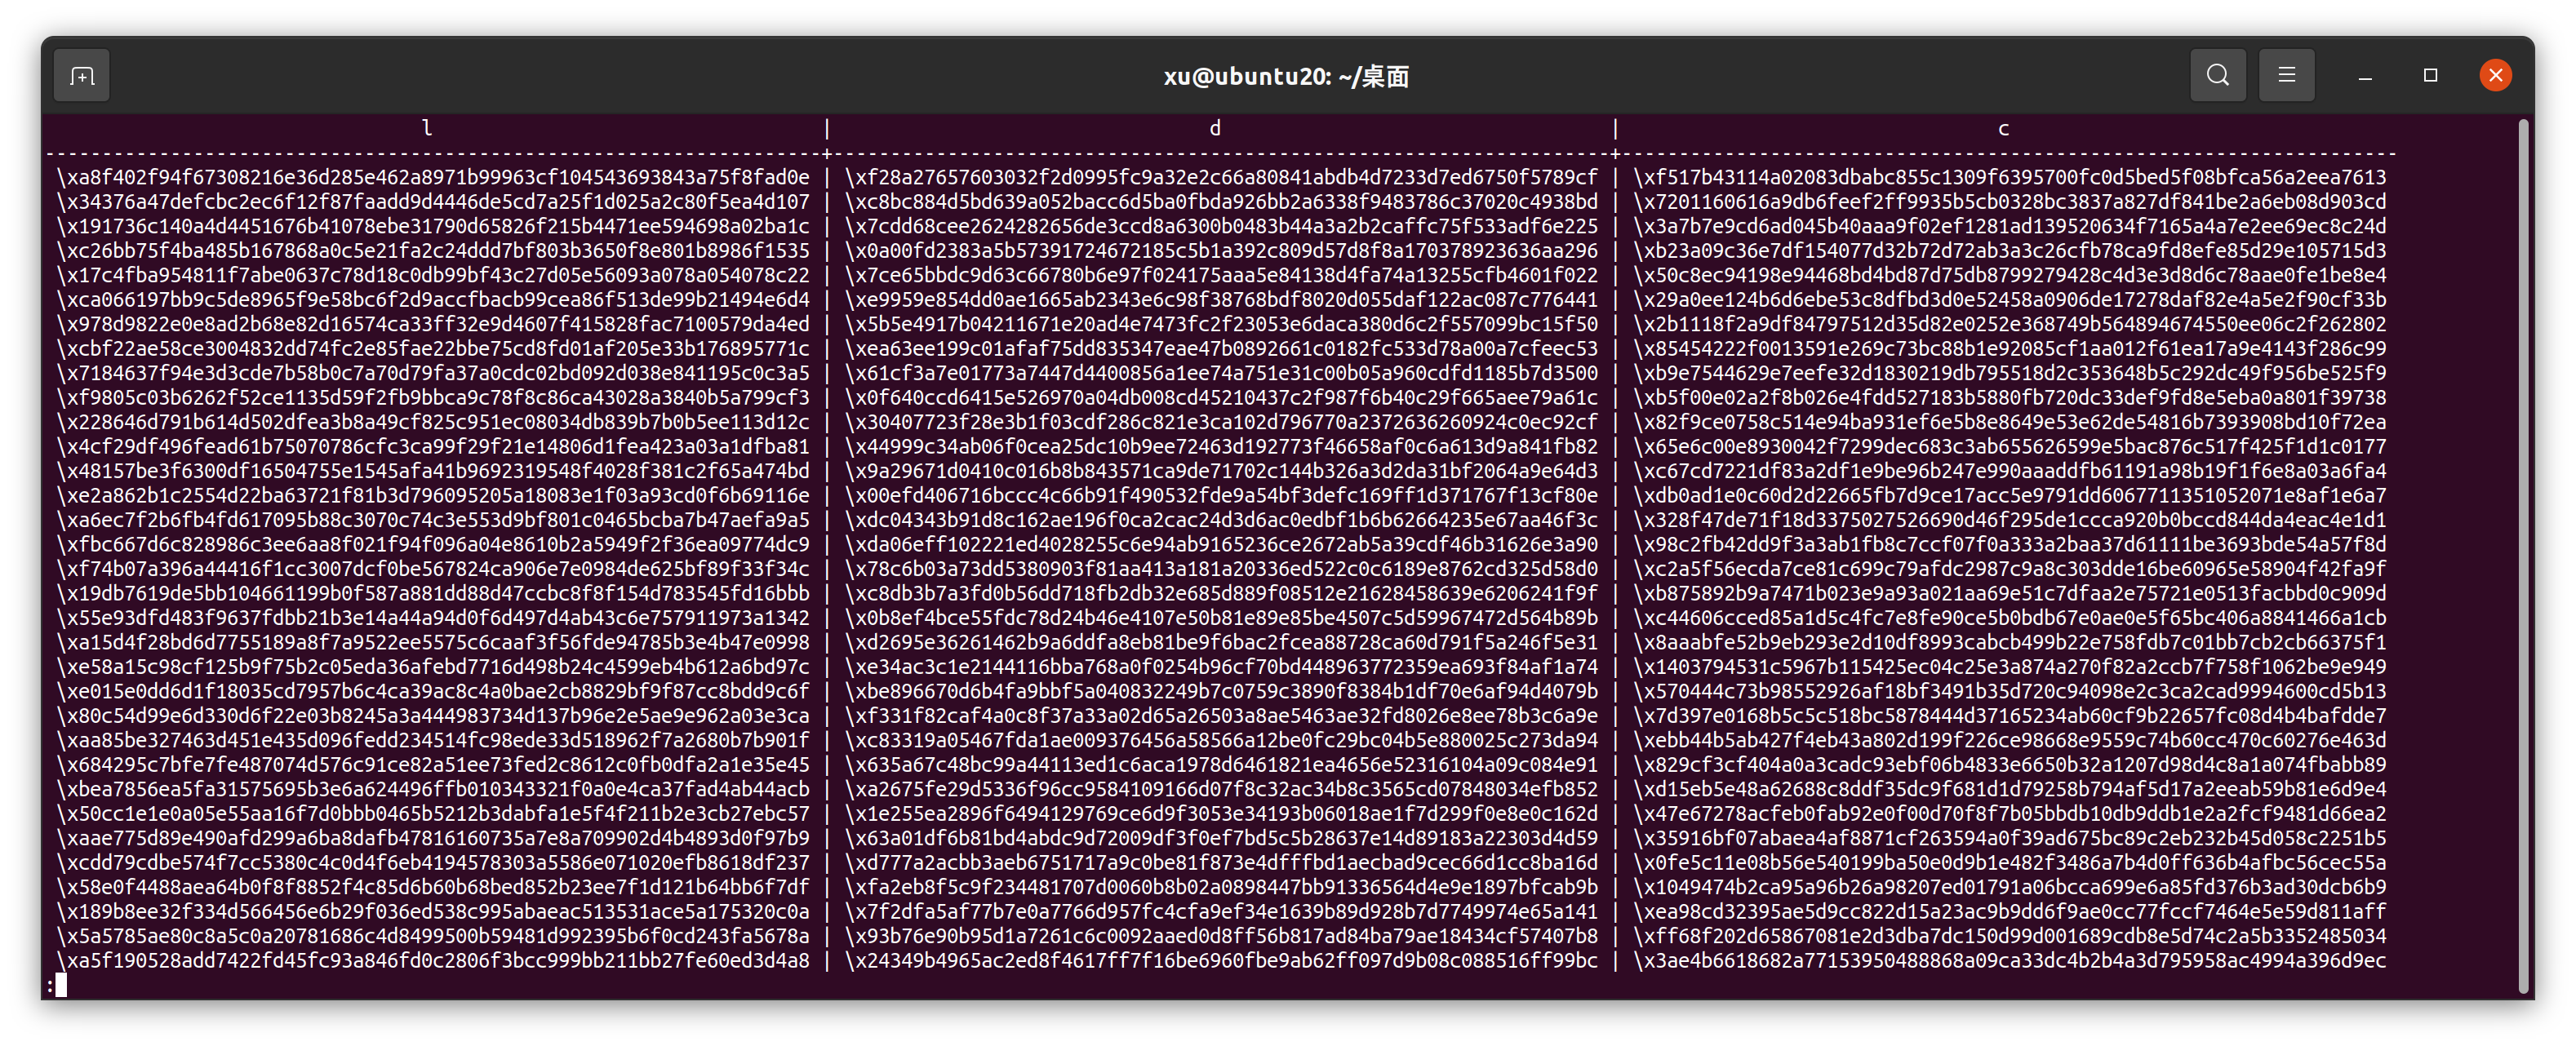 xu@ubuntu20: ~/桌面
l | d | c
-----------------------------------------------------------------+------------------------------------------------------------------+-----------------------------------------------------------------
\xa8f402f94f67308216e36d285e462a8971b99963cf104543693843a75f8fad0e | \xf28a27657603032f2d0995fc9a32e2c66a80841abdb4d7233d7ed6750f5789cf | \xf517b43114a02083dbabc855c1309f6395700fc0d5bed5f08bfca56a2eea7613
\x34376a47defcbc2ec6f12f87faadd9d4446de5cd7a25f1d025a2c80f5ea4d107 | \xc8bc884d5bd639a052bacc6d5ba0fbda926bb2a6338f9483786c37020c4938bd | \x7201160616a9db6feef2ff9935b5cb0328bc3837a827df841be2a6eb08d903cd
\x191736c140a4d4451676b41078ebe31790d65826f215b4471ee594698a02ba1c | \x7cdd68cee2624282656de3ccd8a6300b0483b44a3a2b2caffc75f533adf6e225 | \x3a7b7e9cd6ad045b40aaa9f02ef1281ad139520634f7165a4a7e2ee69ec8c24d
\xc26bb75f4ba485b167868a0c5e21fa2c24ddd7bf803b3650f8e801b8986f1535 | \x0a00fd2383a5b57391724672185c5b1a392c809d57d8f8a170378923636aa296 | \xb23a09c36e7df154077d32b72d72ab3a3c26cfb78ca9fd8efe85d29e105715d3
\x17c4fba954811f7abe0637c78d18c0db99bf43c27d05e56093a078a054078c22 | \x7ce65bbdc9d63c66780b6e97f024175aaa5e84138d4fa74a13255cfb4601f022 | \x50c8ec94198e94468bd4bd87d75db8799279428c4d3e3d8d6c78aae0fe1be8e4
\xca066197bb9c5de8965f9e58bc6f2d9accfbacb99cea86f513de99b21494e6d4 | \xe9959e854dd0ae1665ab2343e6c98f38768bdf8020d055daf122ac087c776441 | \x29a0ee124b6d6ebe53c8dfbd3d0e52458a0906de17278daf82e4a5e2f90cf33b
\x978d9822e0e8ad2b68e82d16574ca33ff32e9d4607f415828fac7100579da4ed | \x5b5e4917b04211671e20ad4e7473fc2f23053e6daca380d6c2f557099bc15f50 | \x2b1118f2a9df84797512d35d82e0252e368749b564894674550ee06c2f262802
\xcbf22ae58ce3004832dd74fc2e85fae22bbe75cd8fd01af205e33b176895771c | \xea63ee199c01afaf75dd835347eae47b0892661c0182fc533d78a00a7cfeec53 | \x85454222f0013591e269c73bc88b1e92085cf1aa012f61ea17a9e4143f286c99
\x7184637f94e3d3cde7b58b0c7a70d79fa37a0cdc02bd092d038e841195c0c3a5 | \x61cf3a7e01773a7447d4400856a1ee74a751e31c00b05a960cdfd1185b7d3500 | \xb9e7544629e7eefe32d1830219db795518d2c353648b5c292dc49f956be525f9
\xf9805c03b6262f52ce1135d59f2fb9bbca9c78f8c86ca43028a3840b5a799cf3 | \x0f640ccd6415e526970a04db008cd45210437c2f987f6b40c29f665aee79a61c | \xb5f00e02a2f8b026e4fdd527183b5880fb720dc33def9fd8e5eba0a801f39738
\x228646d791b614d502dfea3b8a49cf825c951ec08034db839b7b0b5ee113d12c | \x30407723f28e3b1f03cdf286c821e3ca102d796770a2372636260924c0ec92cf | \x82f9ce0758c514e94ba931ef6e5b8e8649e53e62de54816b7393908bd10f72ea
\x4cf29df496fead61b75070786cfc3ca99f29f21e14806d1fea423a03a1dfba81 | \x44999c34ab06f0cea25dc10b9ee72463d192773f46658af0c6a613d9a841fb82 | \x65e6c00e8930042f7299dec683c3ab655626599e5bac876c517f425f1d1c0177
\x48157be3f6300df16504755e1545afa41b9692319548f4028f381c2f65a474bd | \x9a29671d0410c016b8b843571ca9de71702c144b326a3d2da31bf2064a9e64d3 | \xc67cd7221df83a2df1e9be96b247e990aaaddfb61191a98b19f1f6e8a03a6fa4
\xe2a862b1c2554d22ba63721f81b3d796095205a18083e1f03a93cd0f6b69116e | \x00efd406716bccc4c66b91f490532fde9a54bf3defc169ff1d371767f13cf80e | \xdb0ad1e0c60d2d22665fb7d9ce17acc5e9791dd6067711351052071e8af1e6a7
\xa6ec7f2b6fb4fd617095b88c3070c74c3e553d9bf801c0465bcba7b47aefa9a5 | \xdc04343b91d8c162ae196f0ca2cac24d3d6ac0edbf1b6b62664235e67aa46f3c | \x328f47de71f18d3375027526690d46f295de1ccca920b0bccd844da4eac4e1d1
\xfbc667d6c828986c3ee6aa8f021f94f096a04e8610b2a5949f2f36ea09774dc9 | \xda06eff102221ed4028255c6e94ab9165236ce2672ab5a39cdf46b31626e3a90 | \x98c2fb42dd9f3a3ab1fb8c7ccf07f0a333a2baa37d61111be3693bde54a57f8d
\xf74b07a396a44416f1cc3007dcf0be567824ca906e7e0984de625bf89f33f34c | \x78c6b03a73dd5380903f81aa413a181a20336ed522c0c6189e8762cd325d58d0 | \xc2a5f56ecda7ce81c699c79afdc2987c9a8c303dde16be60965e58904f42fa9f
\x19db7619de5bb104661199b0f587a881dd88d47ccbc8f8f154d783545fd16bbb | \xc8db3b7a3fd0b56dd718fb2db32e685d889f08512e21628458639e6206241f9f | \xb875892b9a7471b023e9a93a021aa69e51c7dfaa2e75721e0513facbbd0c909d
\x55e93dfd483f9637fdbb21b3e14a44a94d0f6d497d4ab43c6e757911973a1342 | \x0b8ef4bce55fdc78d24b46e4107e50b81e89e85be4507c5d59967472d564b89b | \xc44606cced85a1d5c4fc7e8fe90ce5b0bdb67e0ae0e5f65bc406a8841466a1cb
\xa15d4f28bd6d7755189a8f7a9522ee5575c6caaf3f56fde94785b3e4b47e0998 | \xd2695e36261462b9a6ddfa8eb81be9f6bac2fcea88728ca60d791f5a246f5e31 | \x8aaabfe52b9eb293e2d10df8993cabcb499b22e758fdb7c01bb7cb2cb66375f1
\xe58a15c98cf125b9f75b2c05eda36afebd7716d498b24c4599eb4b612a6bd97c | \xe34ac3c1e2144116bba768a0f0254b96cf70bd448963772359ea693f84af1a74 | \x1403794531c5967b115425ec04c25e3a874a270f82a2ccb7f758f1062be9e949
\xe015e0dd6d1f18035cd7957b6c4ca39ac8c4a0bae2cb8829bf9f87cc8bdd9c6f | \xbe896670d6b4fa9bbf5a040832249b7c0759c3890f8384b1df70e6af94d4079b | \x570444c73b98552926af18bf3491b35d720c94098e2c3ca2cad9994600cd5b13
\x80c54d99e6d330d6f22e03b8245a3a444983734d137b96e2e5ae9e962a03e3ca | \xf331f82caf4a0c8f37a33a02d65a26503a8ae5463ae32fd8026e8ee78b3c6a9e | \x7d397e0168b5c5c518bc5878444d37165234ab60cf9b22657fc08d4b4bafdde7
\xaa85be327463d451e435d096fedd234514fc98ede33d518962f7a2680b7b901f | \xc83319a05467fda1ae009376456a58566a12be0fc29bc04b5e880025c273da94 | \xebb44b5ab427f4eb43a802d199f226ce98668e9559c74b60cc470c60276e463d
\x684295c7bfe7fe487074d576c91ce82a51ee73fed2c8612c0fb0dfa2a1e35e45 | \x635a67c48bc99a44113ed1c6aca1978d6461821ea4656e52316104a09c084e91 | \x829cf3cf404a0a3cadc93ebf06b4833e6650b32a1207d98d4c8a1a074fbabb89
\xbea7856ea5fa31575695b3e6a624496ffb010343321f0a0e4ca37fad4ab44acb | \xa2675fe29d5336f96cc9584109166d07f8c32ac34b8c3565cd07848034efb852 | \xd15eb5e48a62688c8ddf35dc9f681d1d79258b794af5d17a2eeab59b81e6d9e4
\x50cc1e1e0a05e55aa16f7d0bbb0465b5212b3dabfa1e5f4f211b2e3cb27ebc57 | \x1e255ea2896f6494129769ce6d9f3053e34193b06018ae1f7d299f0e8e0c162d | \x47e67278acfeb0fab92e0f00d70f8f7b05bbdb10db9ddb1e2a2fcf9481d66ea2
\xaae775d89e490afd299a6ba8dafb47816160735a7e8a709902d4b4893d0f97b9 | \x63a01df6b81bd4abdc9d72009df3f0ef7bd5c5b28637e14d89183a22303d4d59 | \x35916bf07abaea4af8871cf263594a0f39ad675bc89c2eb232b45d058c2251b5
\xcdd79cdbe574f7cc5380c4c0d4f6eb4194578303a5586e071020efb8618df237 | \xd777a2acbb3aeb6751717a9c0be81f873e4dfffbd1aecbad9cec66d1cc8ba16d | \x0fe5c11e08b56e540199ba50e0d9b1e482f3486a7b4d0ff636b4afbc56cec55a
\x58e0f4488aea64b0f8f8852f4c85d6b60b68bed852b23ee7f1d121b64bb6f7df | \xfa2eb8f5c9f234481707d0060b8b02a0898447bb91336564d4e9e1897bfcab9b | \x1049474b2ca95a96b26a98207ed01791a06bcca699e6a85fd376b3ad30dcb6b9
\x189b8ee32f334d566456e6b29f036ed538c995abaeac513531ace5a175320c0a | \x7f2dfa5af77b7e0a7766d957fc4cfa9ef34e1639b89d928b7d7749974e65a141 | \xea98cd32395ae5d9cc822d15a23ac9b9dd6f9ae0cc77fccf7464e5e59d811aff
\x5a5785ae80c8a5c0a20781686c4d8499500b59481d992395b6f0cd243fa5678a | \x93b76e90b95d1a7261c6c0092aaed0d8ff56b817ad84ba79ae18434cf57407b8 | \xff68f202d65867081e2d3dba7dc150d99d001689cdb8e5d74c2a5b3352485034
\xa5f190528add7422fd45fc93a846fd0c2806f3bcc999bb211bb27fe60ed3d4a8 | \x24349b4965ac2ed8f4617ff7f16be6960fbe9ab62ff097d9b08c088516ff99bc | \x3ae4b6618682a77153950488868a09ca33dc4b2b4a3d795958ac4994a396d9ec
: